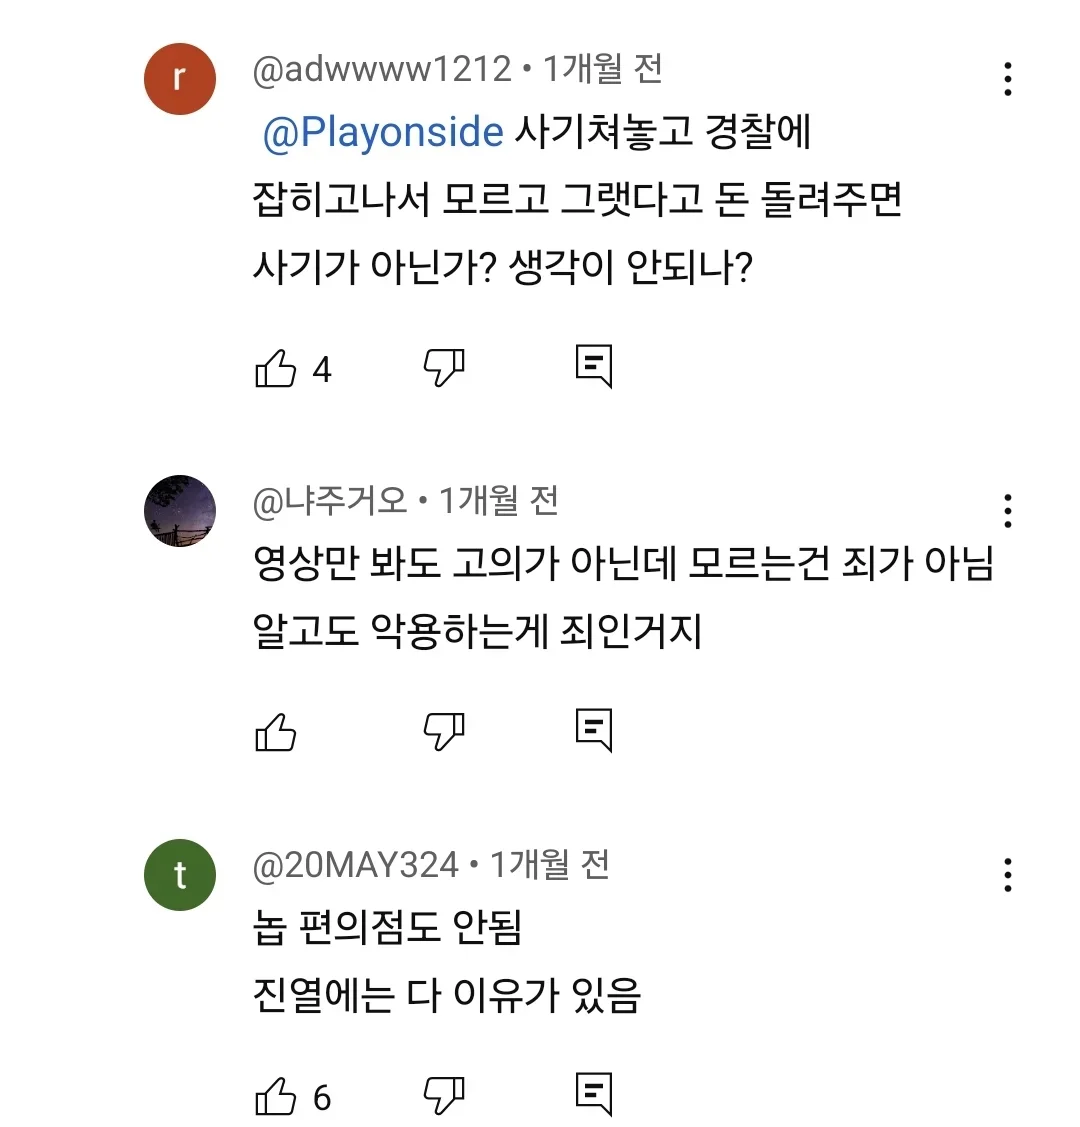 r
@adwwww1212 • 1개월 전
@Playonside 사기쳐놓고 경찰에
잡히고나서 모르고 그랫다고 돈 돌려주면
사기가 아닌가? 생각이 안되나?
4
@냐주거오 • 1개월 전
영상만 봐도 고의가 아닌데 모르는건 죄가 아님
알고도 악용하는게 죄인거지
t
@20MAY324 • 1개월 전
놉 편의점도 안됨
진열에는 다 이유가 있음
6